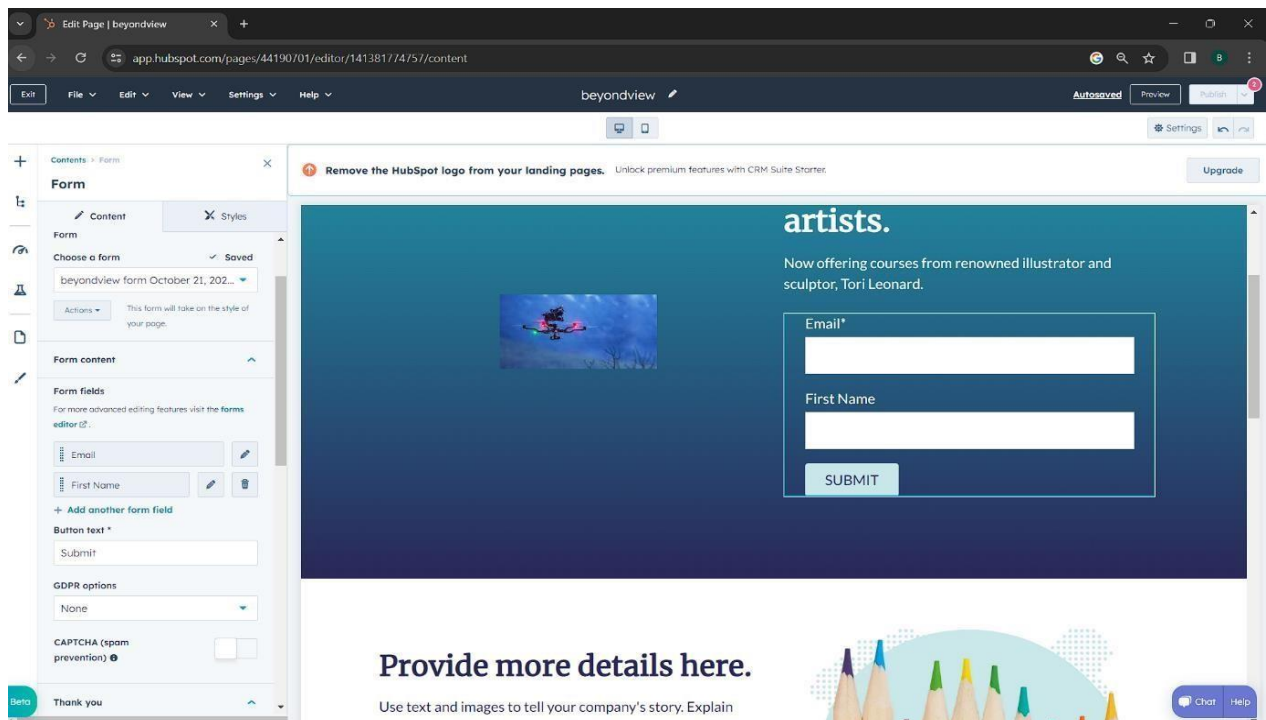 Edit Page | beyondview
app.hubspot.com/pages/44190701/editor/141381774757/content
B
Exit
File
Edit
View
Settings
Help
beyondview
Autosaved
Preview
Publish
2
Settings
Contents
Form
Form
Content
Styles
Form
Choose a form
Saved
beyondview form October 21, 202...
Actions
This form will take on the style of
your page.
Form content
Form fields
For more advanced editing features visit the forms
editor
Email
First Name
+ Add another form field
Button text *
Submit
GDPR options
None
CAPTCHA (spam
prevention)
Thank you
Beta
Remove the HubSpot logo from your landing pages. Unlock premium features with CRM Suite Starter.
Upgrade
artists.
Now offering courses from renowned illustrator and
sculptor, Tori Leonard.
Email*
First Name
SUBMIT
Provide more details here.
Use text and images to tell your company's story. Explain
Chat
Help